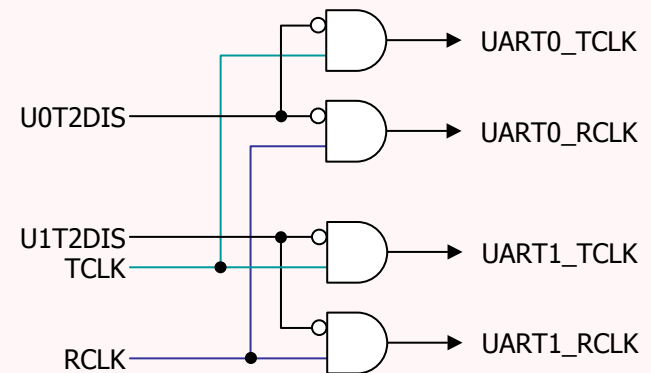 UART0_TCLK
U0T2DIS
UART0_RCLK
U1T2DIS
TCLK
UART1_TCLK
RCLK
UART1_RCLK